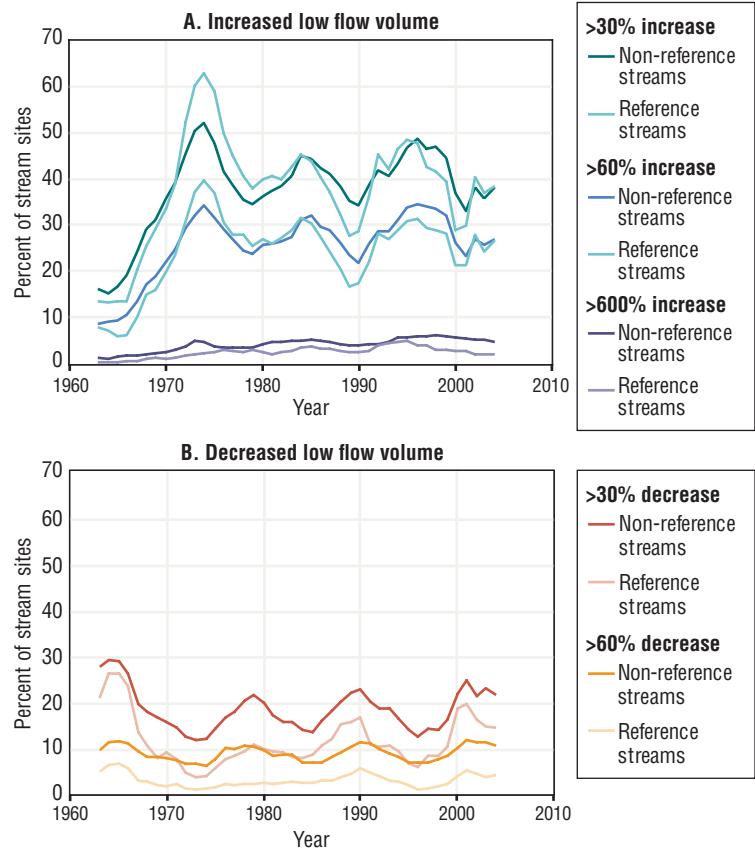 A. Increased low flow volume
Percent of stream sites
70
60
50
40
30
20
10
0
1960
1970
1980
1990
2000
2010
Year
>30% increase
Non-reference
streams
Reference
streams
>60% increase
Non-reference
streams
Reference
streams
>600% increase
Non-reference
streams
Reference
streams
B. Decreased low flow volume
Percent of stream sites
70
60
50
40
30
20
10
0
1960
1970
1980
1990
2000
2010
Year
>30% decrease
Non-reference
streams
Reference
streams
>60% decrease
Non-reference
streams
Reference
streams